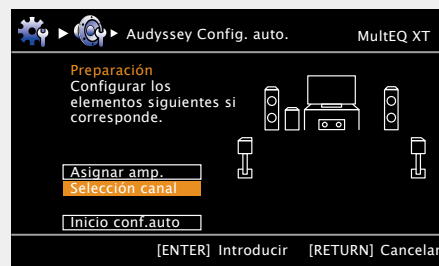 Audyssey Config. auto. MultEQ XT
Preparación
Configurar los
elementos siguientes si
corresponde.
Asignar amp.
Selección canal
Inicio conf.auto
[ENTER] Introducir [RETURN] Cancelar